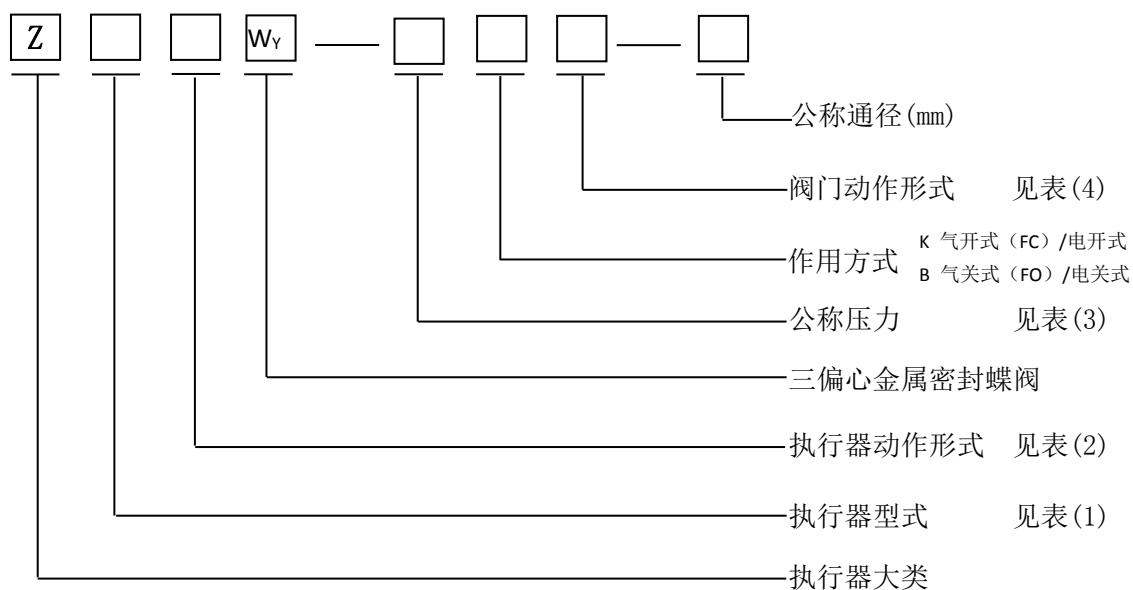 Z W_Y
公称通径(mm)
阀门动作形式 见表(4)
作用方式 K 气开式（FC）/电开式
B 气关式（FO）/电关式
公称压力 见表(3)
三偏心金属密封蝶阀
执行器动作形式 见表(2)
执行器型式 见表(1)
执行器大类